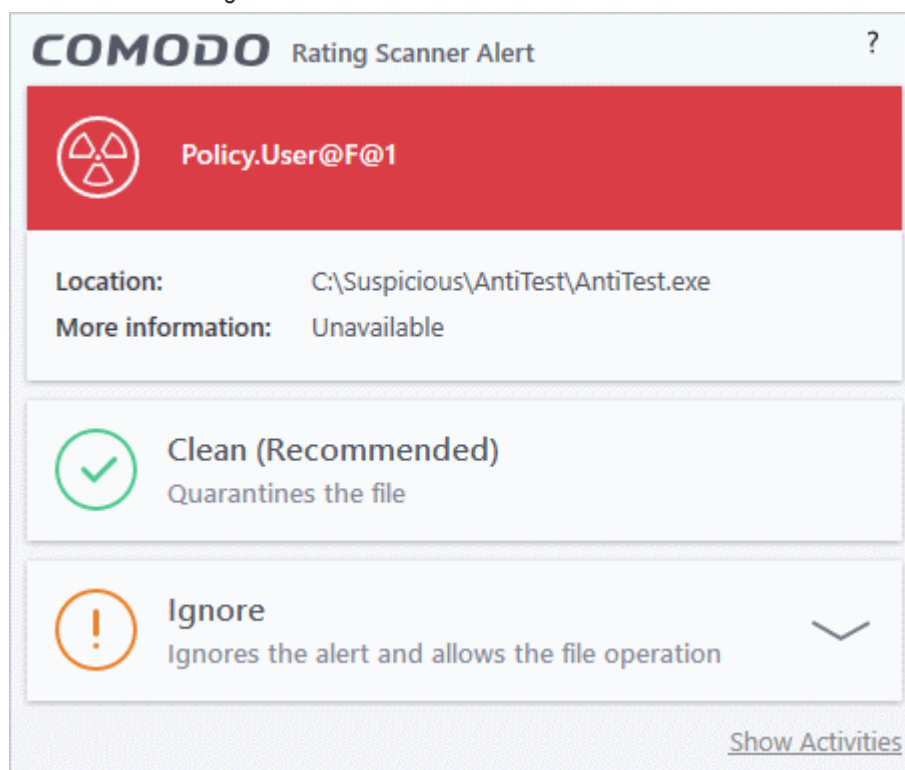 COMODO Rating Scanner Alert ?
Policy.User@F@1
Location: C:\Suspicious\AntiTest\AntiTest.exe
More information: Unavailable
Clean (Recommended)
Quarantines the file
Ignore
Ignores the alert and allows the file operation
Show Activities